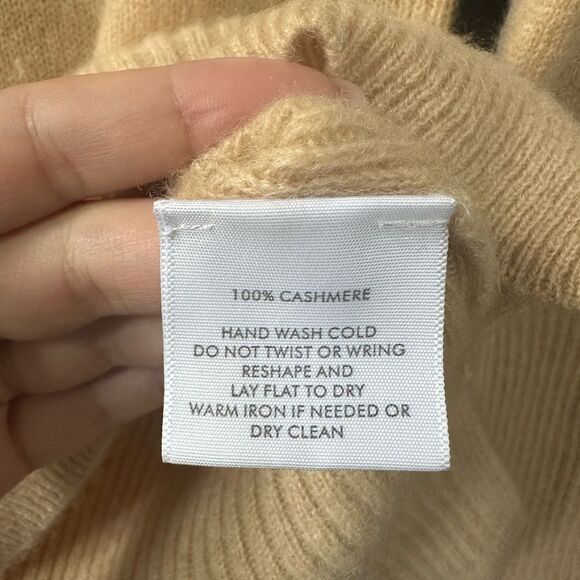 100% CASHMERE
HAND WASH COLD
DO NOT TWIST OR WRING
RESHAPE AND
LAY FLAT TO DRY
WARM IRON IF NEEDED OR
DRY CLEAN